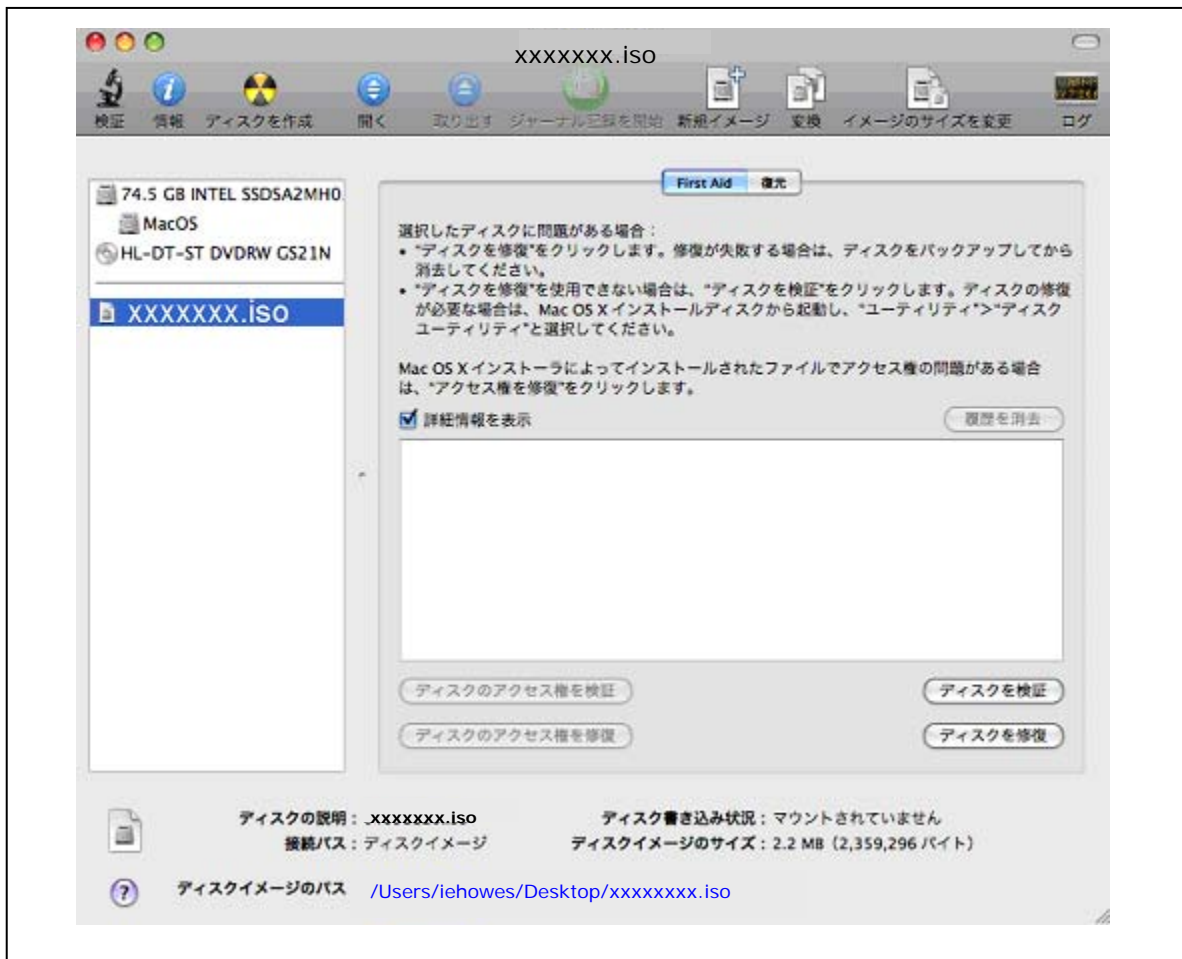 xxxxxxx.iso
検証 情報 ディスクを作成 開く 取り出す ジャーナル記録を開始 新規イメージ 変換 イメージのサイズを変更 ログ
74.5 GB INTEL SSDSA2MH0
MacOS
HL-DT-ST DVDRW GS21N
xxxxxxx.iso
First Aid 復元
選択したディスクに問題がある場合：
• “ディスクを修復”をクリックします。修復が失敗する場合は、ディスクをバックアップしてから
消去してください。
• “ディスクを修復”を使用できない場合は、“ディスクを検証”をクリックします。ディスクの修復
が必要な場合は、Mac OS X インストールディスクから起動し、“ユーティリティ”>“ディスク
ユーティリティ”と選択してください。
Mac OS X インストーラによってインストールされたファイルでアクセス権の問題がある場合
は、“アクセス権を修復”をクリックします。
詳細情報を表示 履歴を消去
ディスクのアクセス権を検証 ディスクを検証
ディスクのアクセス権を修復 ディスクを修復
ディスクの説明：xxxxxxx.iso ディスク書き込み状況：マウントされていません
接続パス：ディスクイメージ ディスクイメージのサイズ：2.2 MB（2,359,296 バイト）
? ディスクイメージのパス /Users/iehowes/Desktop/xxxxxxxx.iso